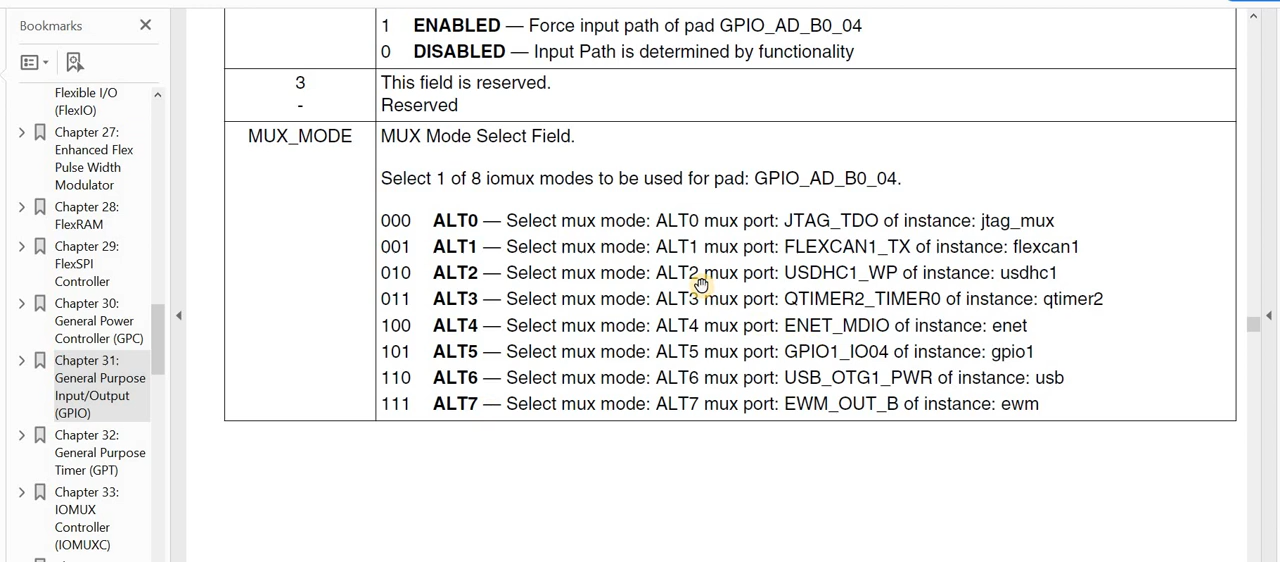 Bookmarks
Flexible I/O
(FlexIO)
Chapter 27:
Enhanced Flex
Pulse Width
Modulator
Chapter 28:
FlexRAM
Chapter 29:
FlexSPI
Controller
Chapter 30:
General Power
Controller (GPC)
Chapter 31:
General Purpose
Input/Output
(GPIO)
Chapter 32:
General Purpose
Timer (GPT)
Chapter 33:
IOMUX
Controller
(IOMUXC)
1 ENABLED — Force input path of pad GPIO_AD_B0_04
0 DISABLED — Input Path is determined by functionality
3 This field is reserved.
- Reserved
MUX_MODE MUX Mode Select Field.
Select 1 of 8 iomux modes to be used for pad: GPIO_AD_B0_04.
000 ALT0 — Select mux mode: ALT0 mux port: JTAG_TDO of instance: jtag_mux
001 ALT1 — Select mux mode: ALT1 mux port: FLEXCAN1_TX of instance: flexcan1
010 ALT2 — Select mux mode: ALT2 mux port: USDHC1_WP of instance: usdhc1
011 ALT3 — Select mux mode: ALT3 mux port: QTIMER2_TIMER0 of instance: qtimer2
100 ALT4 — Select mux mode: ALT4 mux port: ENET_MDIO of instance: enet
101 ALT5 — Select mux mode: ALT5 mux port: GPIO1_IO04 of instance: gpio1
110 ALT6 — Select mux mode: ALT6 mux port: USB_OTG1_PWR of instance: usb
111 ALT7 — Select mux mode: ALT7 mux port: EWM_OUT_B of instance: ewm